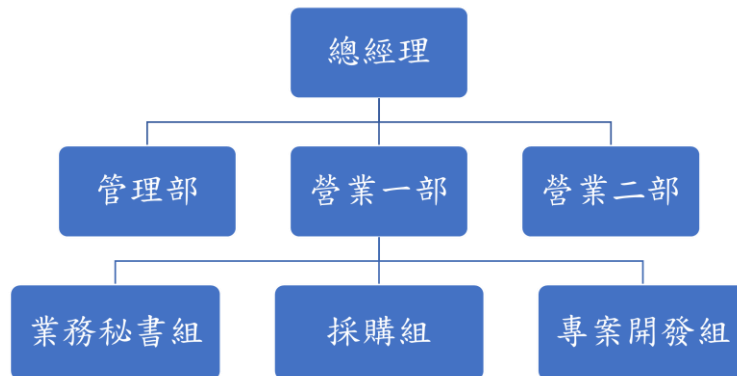 總經理
管理部
營業一部
營業二部
業務秘書組
採購組
專案開發組